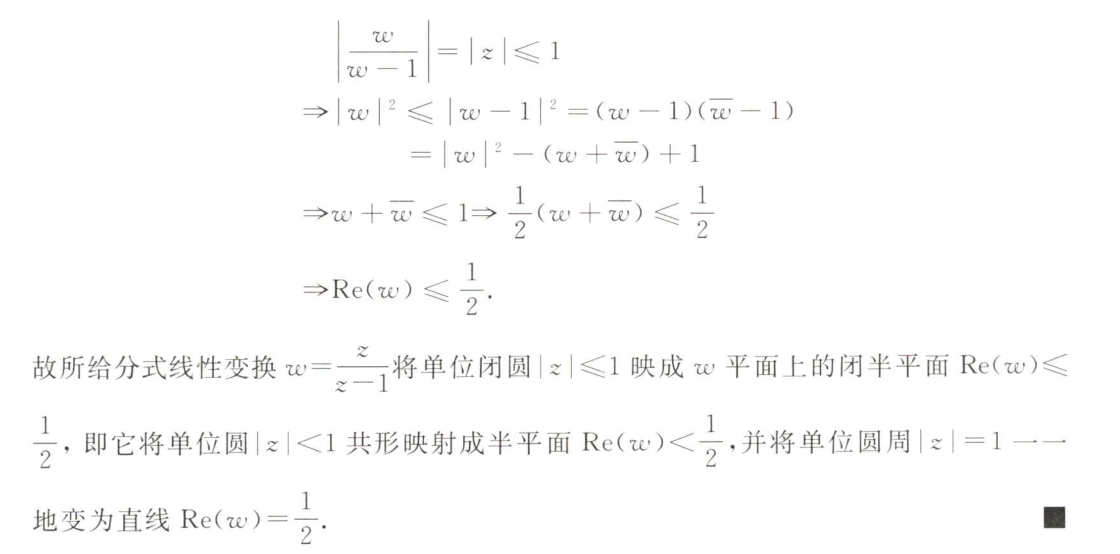 $\left|\dfrac{w}{w-1}\right|=|z|\leqslant 1$
$\Rightarrow |w|^2\leqslant |w-1|^2=(w-1)(\overline{w}-1)$
$=|w|^2-(w+\overline{w})+1$
$\Rightarrow w+\overline{w}\leqslant 1\Rightarrow \dfrac{1}{2}(w+\overline{w})\leqslant \dfrac{1}{2}$
$\Rightarrow \mathrm{Re}(w)\leqslant \dfrac{1}{2}.$
故所给分式线性变换 $w=\dfrac{z}{z-1}$将单位闭圆$|z|\leqslant 1$ 映成 $w$ 平面上的闭半平面 $\mathrm{Re}(w)\leqslant$
$\dfrac{1}{2}$, 即它将单位圆$|z|<1$ 共形映射成半平面 $\mathrm{Re}(w)<\dfrac{1}{2}$,并将单位圆周$|z|=1$ 一一
地变为直线 $\mathrm{Re}(w)=\dfrac{1}{2}$. ■